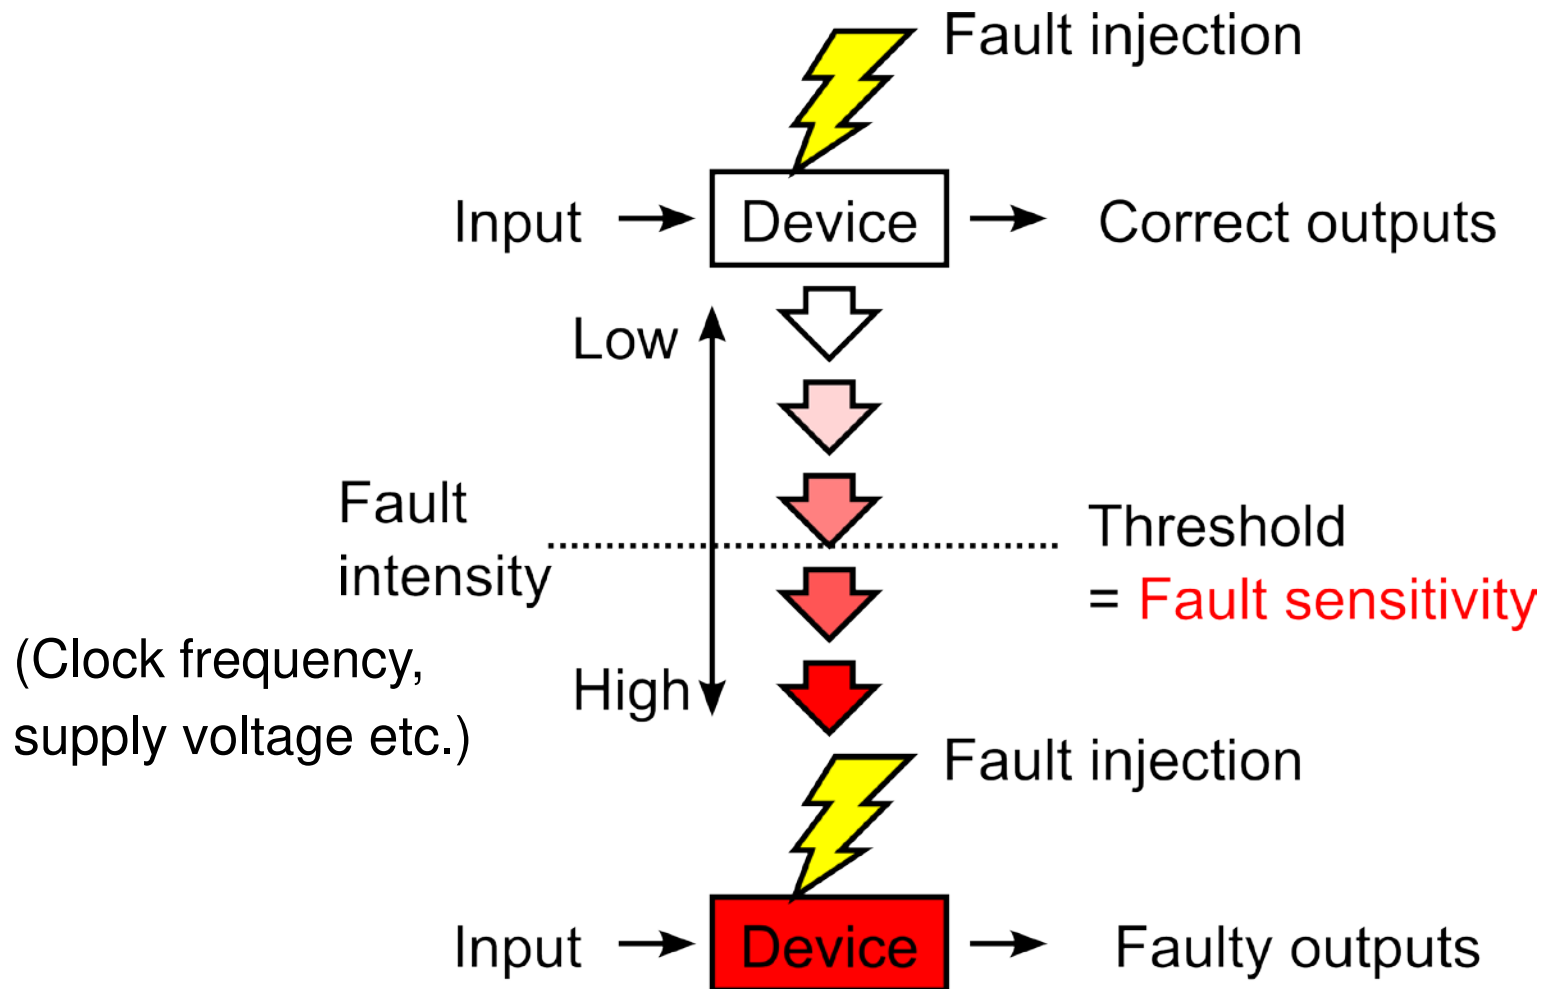 Fault injection
Input
Device
Correct outputs
Low
Fault
intensity
(Clock frequency,
supply voltage etc.)
Threshold
= Fault sensitivity
High
Fault injection
Input
Device
Faulty outputs